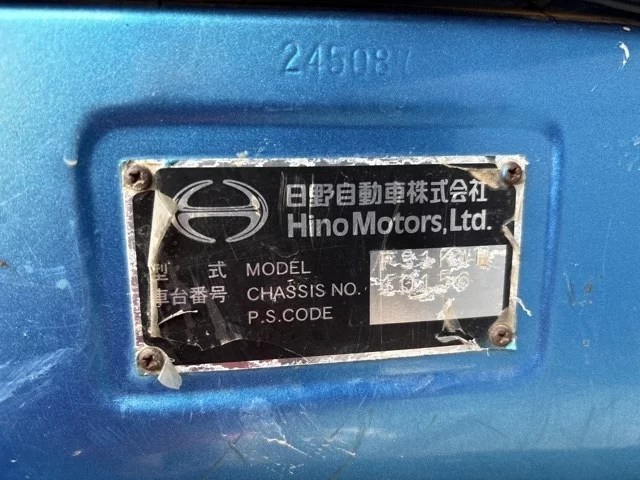 245087
日野自動車株式会社
Hino Motors, Ltd.
型 式 MODEL
車台番号 CHASSIS NO.
P.S.CODE